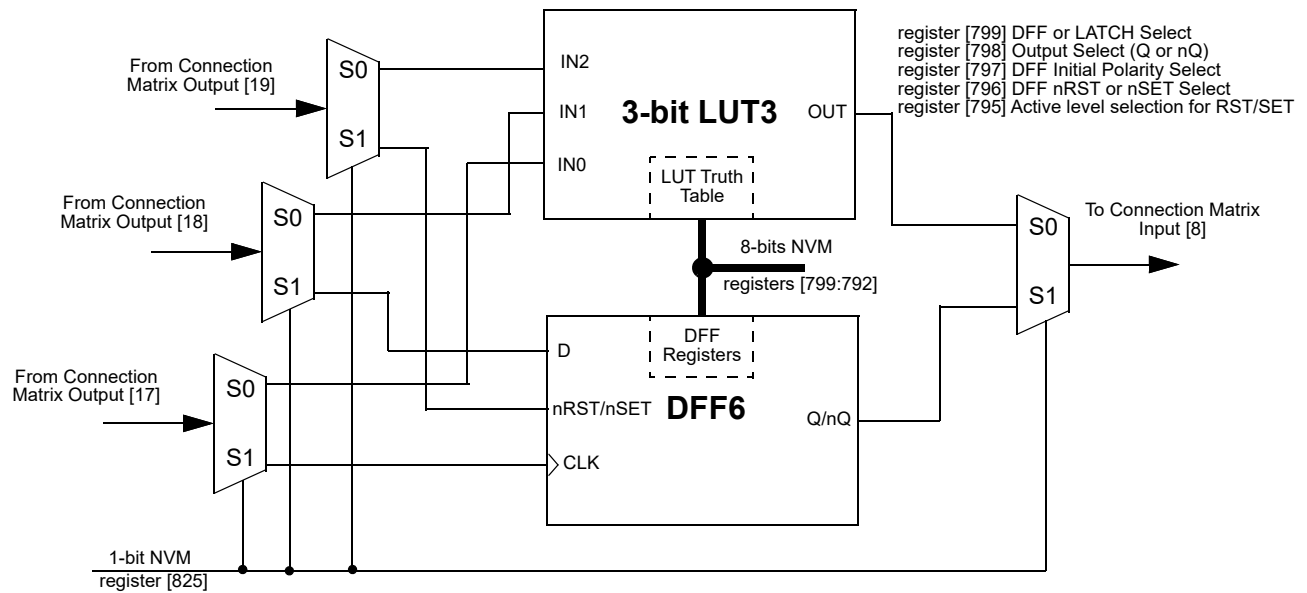 register [799] DFF or LATCH Select
register [798] Output Select (Q or nQ)
register [797] DFF Initial Polarity Select
register [796] DFF nRST or nSET Select
register [795] Active level selection for RST/SET
From Connection
Matrix Output [19]
S0
S1
IN2
IN1
IN0
3-bit LUT3
OUT
LUT Truth
Table
From Connection
Matrix Output [18]
S0
S1
8-bits NVM
registers [799:792]
S0
S1
To Connection Matrix
Input [8]
From Connection
Matrix Output [17]
S0
S1
D
nRST/nSET
CLK
DFF
Registers
DFF6
Q/nQ
1-bit NVM
register [825]